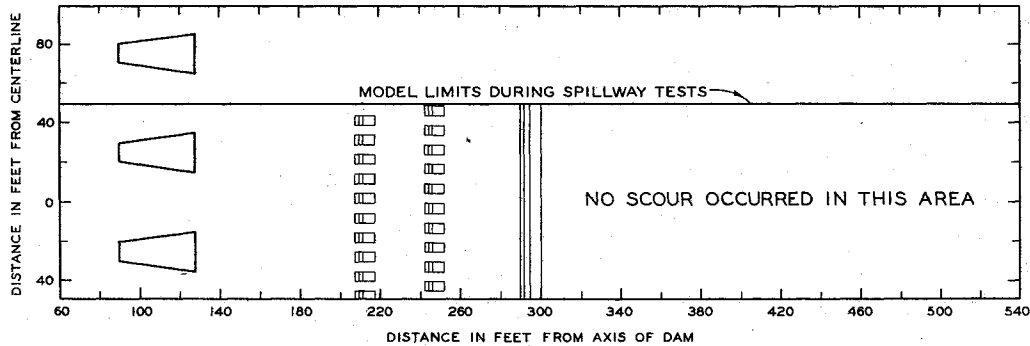 80
MODEL LIMITS DURING SPILLWAY TESTS
40
NO SCOUR OCCURRED IN THIS AREA
0
40
DISTANCE IN FEET FROM CENTERLINE
60 100 140 180 220 260 300 340 380 420 460 500 540
DISTANCE IN FEET FROM AXIS OF DAM